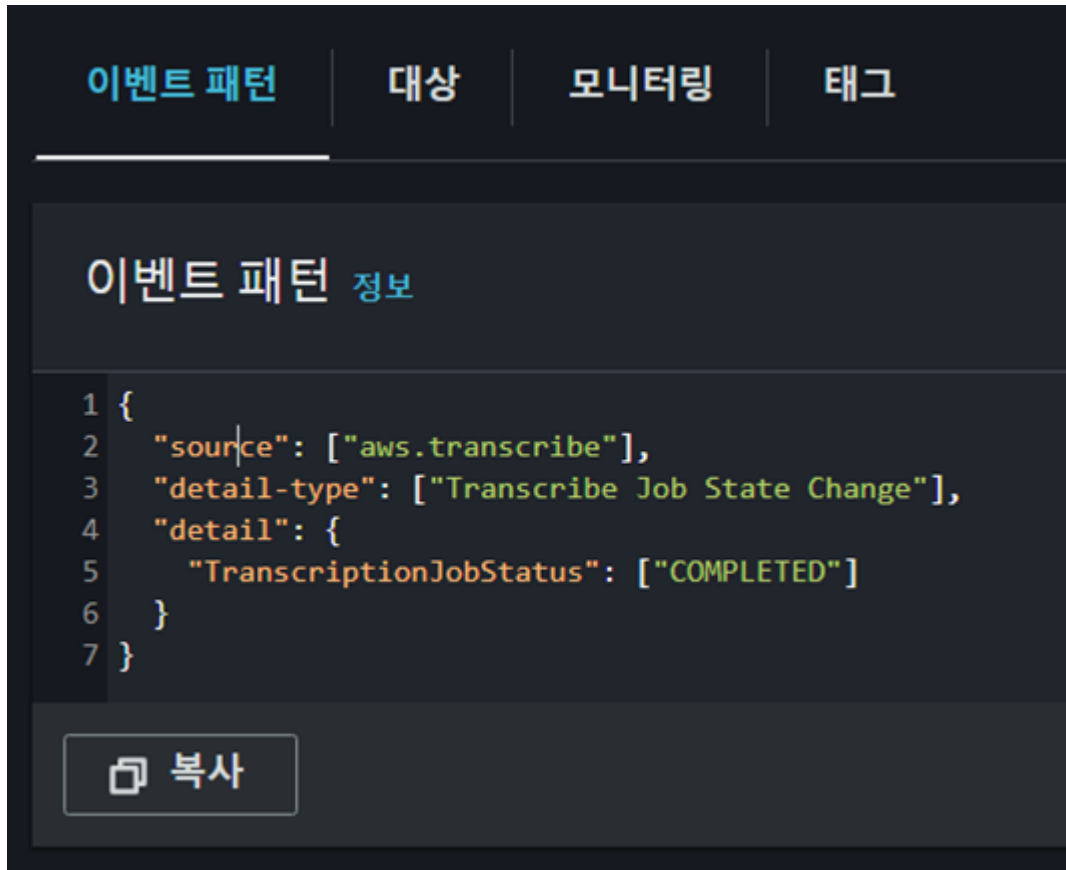 이벤트 패턴 대상 모니터링 태그
이벤트 패턴 정보
1 {
2   "source": ["aws.transcribe"],
3   "detail-type": ["Transcribe Job State Change"],
4   "detail": {
5     "TranscriptionJobStatus": ["COMPLETED"]
6   }
7 }
복사